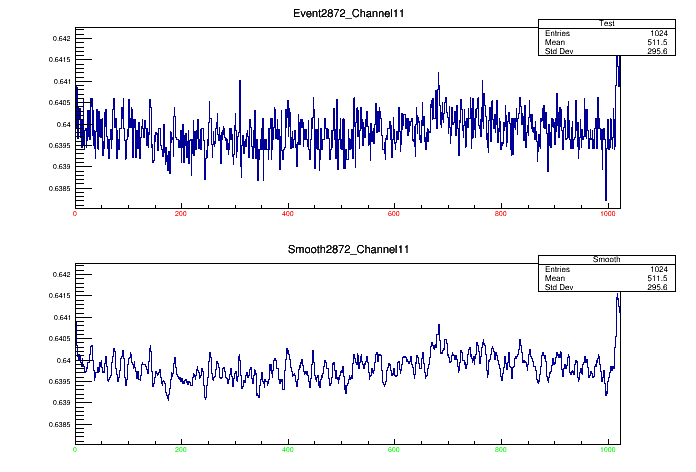 Event2872_Channel11
Test
Entries 1024
Mean 511.5
Std Dev 295.6
0.642
0.6415
0.641
0.6405
0.64
0.6395
0.639
0.6385
0 200 400 600 800 1000
Smooth2872_Channel11
Smooth
Entries 1024
Mean 511.5
Std Dev 295.6
0.642
0.6415
0.641
0.6405
0.64
0.6395
0.639
0.6385
0 200 400 600 800 1000